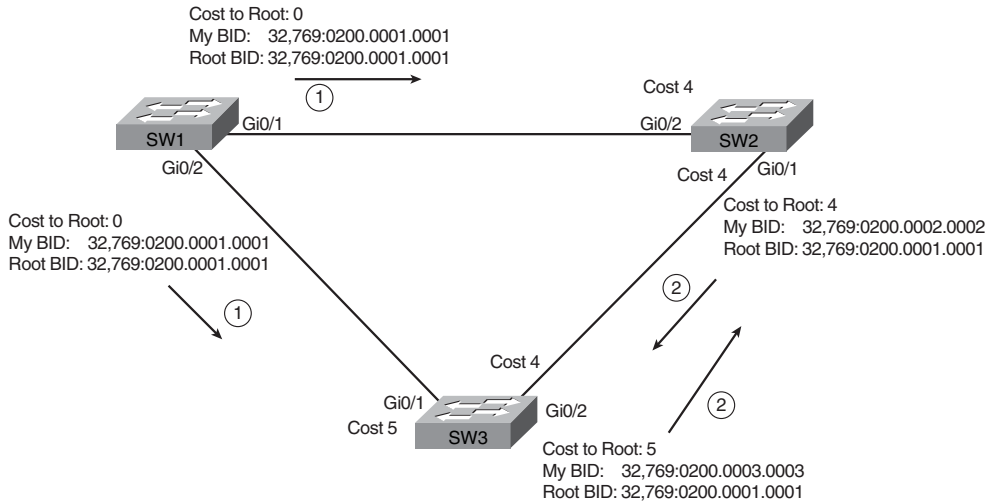 Cost to Root: 0
My BID: 32,769:0200.0001.0001
Root BID: 32,769:0200.0001.0001
1
Cost 4
Gi0/1
Gi0/2
SW1
SW2
Gi0/2
Cost 4
Gi0/1
Cost to Root: 0
My BID: 32,769:0200.0001.0001
Root BID: 32,769:0200.0001.0001
1
Cost to Root: 4
My BID: 32,769:0200.0002.0002
Root BID: 32,769:0200.0001.0001
2
Cost 4
Gi0/1
Cost 5
SW3
Gi0/2
2
Cost to Root: 5
My BID: 32,769:0200.0003.0003
Root BID: 32,769:0200.0001.0001